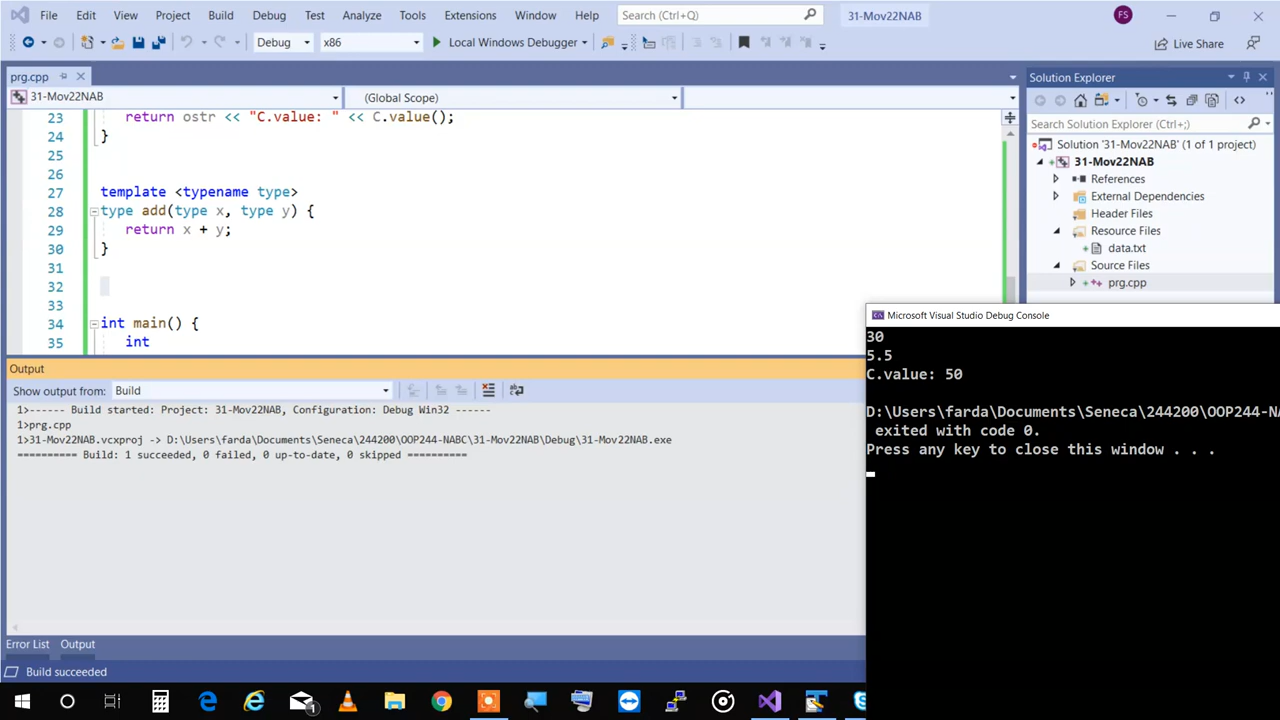 File Edit View Project Build Debug Test Analyze Tools Extensions Window Help Search (Ctrl+Q) 31-Mov22NAB FS
Debug x86 Local Windows Debugger Live Share
prg.cpp
31-Mov22NAB (Global Scope)
23 return ostr << "C.value: " << C.value();
24 }
25
26
27 template <typename type>
28 type add(type x, type y) {
29 return x + y;
30 }
31
32
33
34 int main() {
35 int
Solution Explorer
Search Solution Explorer (Ctrl+;)
Solution '31-Mov22NAB' (1 of 1 project)
31-Mov22NAB
References
External Dependencies
Header Files
Resource Files
data.txt
Source Files
prg.cpp
Output
Show output from: Build
1>------ Build started: Project: 31-Mov22NAB, Configuration: Debug Win32 ------
1>prg.cpp
1>31-Mov22NAB.vcxproj -> D:\Users\farda\Documents\Seneca\244200\OOP244-NABC\31-Mov22NAB\Debug\31-Mov22NAB.exe
========== Build: 1 succeeded, 0 failed, 0 up-to-date, 0 skipped ==========
Microsoft Visual Studio Debug Console
30
5.5
C.value: 50
D:\Users\farda\Documents\Seneca\244200\OOP244-NA
exited with code 0.
Press any key to close this window . . .
Error List Output
Build succeeded
1